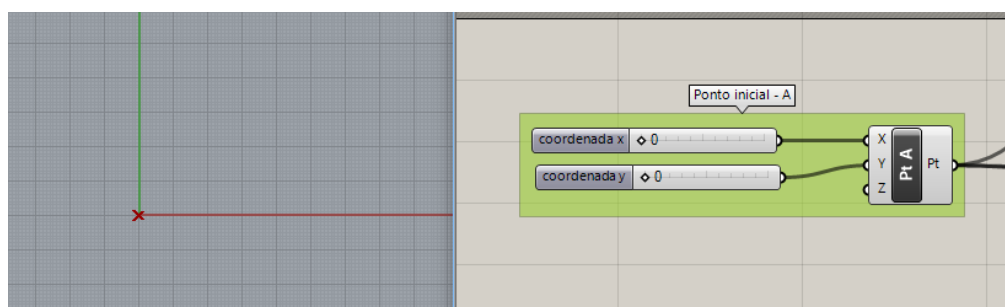 Ponto inicial - A
coordenada x 0
X
Y
Z
Pt A
Pt
coordenada y 0